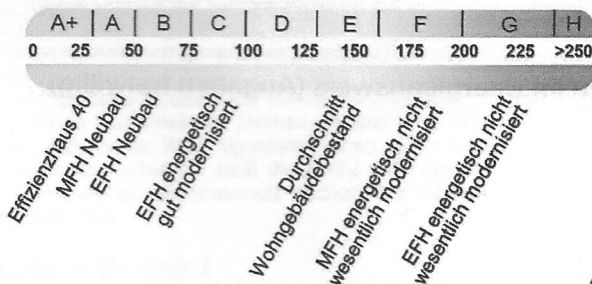 A+ A B C D E F G H
0 25 50 75 100 125 150 175 200 225 >250
Effizienzhaus 40
MFH Neubau
EFH Neubau
EFH energetisch
gut modernisiert
Durchschnitt
Wohngebäudebestand
MFH energetisch nicht
wesentlich modernisiert
EFH energetisch nicht
wesentlich modernisiert